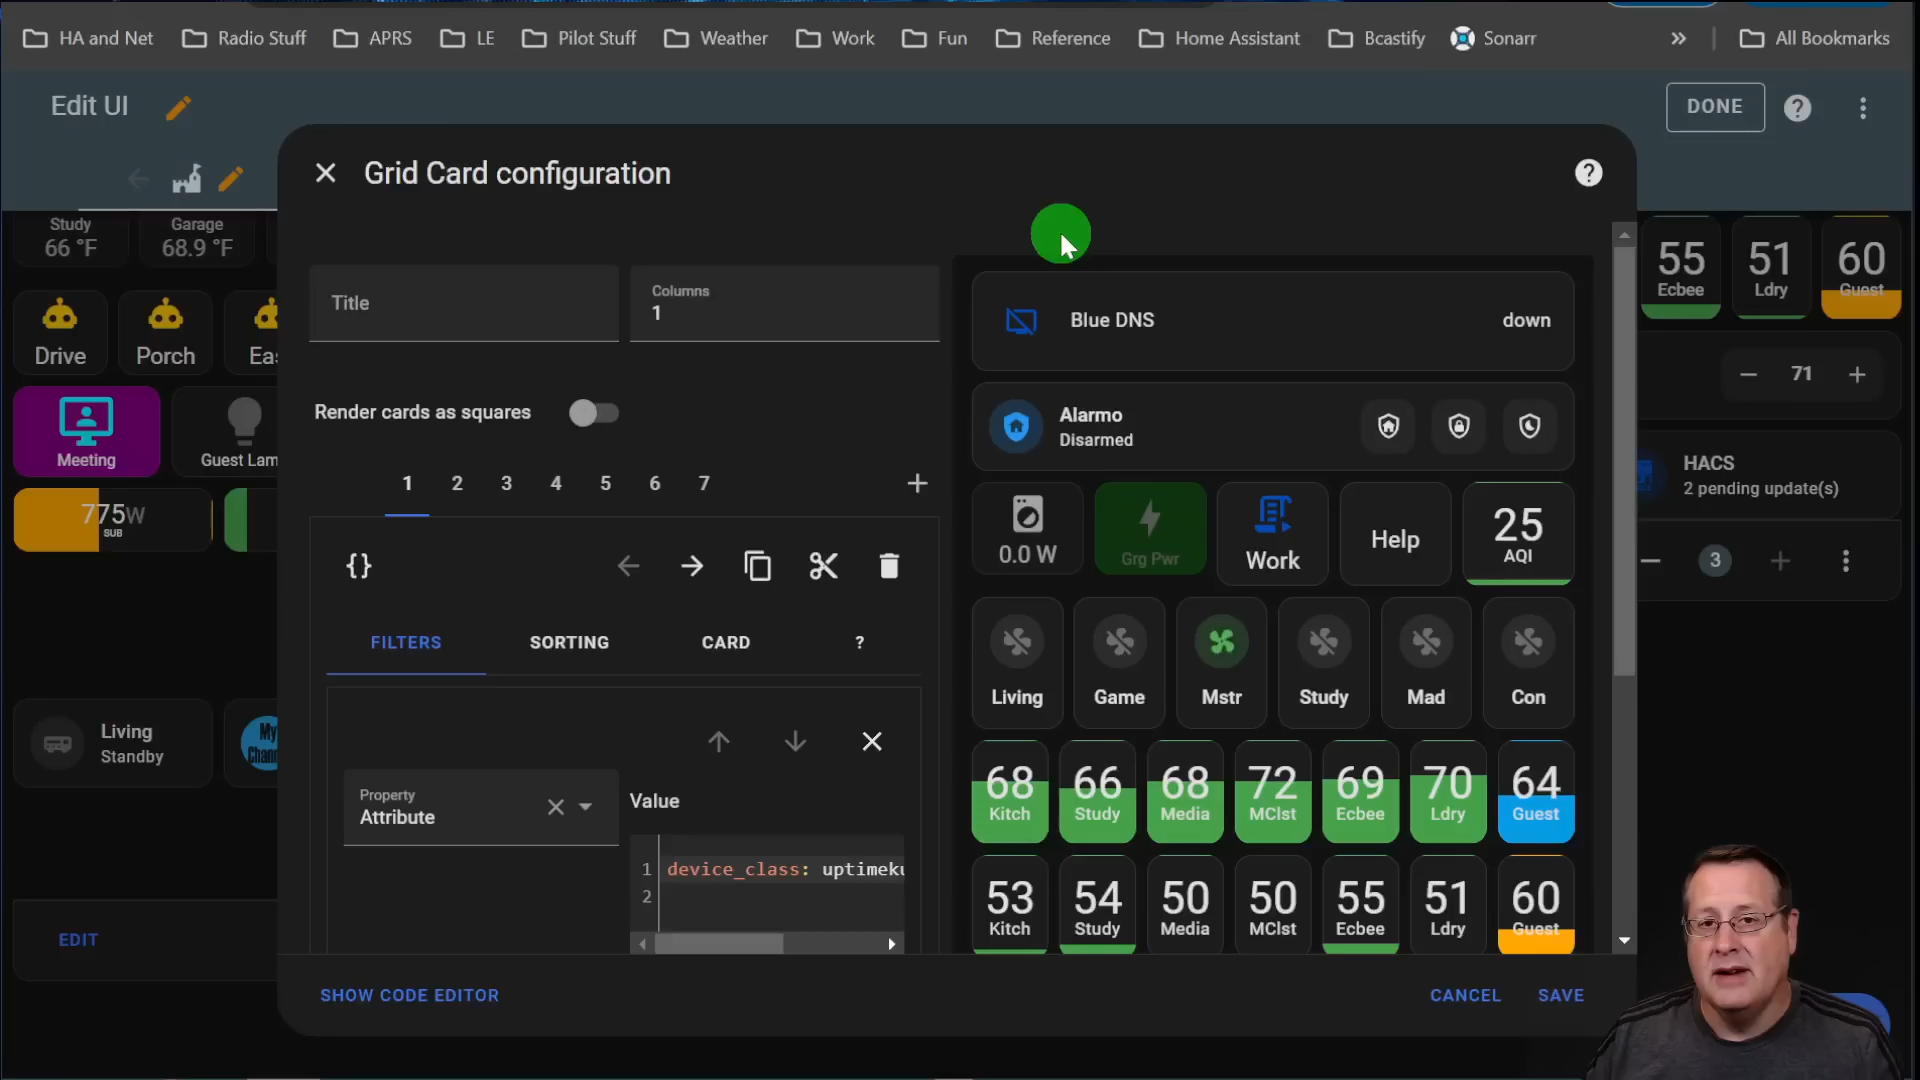 HA and Net
Radio Stuff
APRS
LE
Pilot Stuff
Weather
Work
Fun
Reference
Home Assistant
Bcastify
Sonarr
»
All Bookmarks
Edit UI
DONE
?
Grid Card configuration
?
Study
66 °F
Garage
68.9 °F
Drive
Porch
Meeting
Guest Lam
775W
SUB
Living
Standby
My
EDIT
Title
Columns
1
Render cards as squares
1 2 3 4 5 6 7 +
{}
FILTERS
SORTING
CARD
?
Property
Attribute
Value
1 device_class: uptimeku
2
SHOW CODE EDITOR
CANCEL
SAVE
Blue DNS
down
Alarmo
Disarmed
0.0 W
Grg Pwr
Work
Help
25
AQI
Living
Game
Mstr
Study
Mad
Con
68
Kitch
66
Study
68
Media
72
MClst
69
Ecbee
70
Ldry
64
Guest
53
Kitch
54
Study
50
Media
50
MClst
55
Ecbee
51
Ldry
60
Guest
55
Ecbee
51
Ldry
60
Guest
− 71 +
HACS
2 pending update(s)
− 3 +